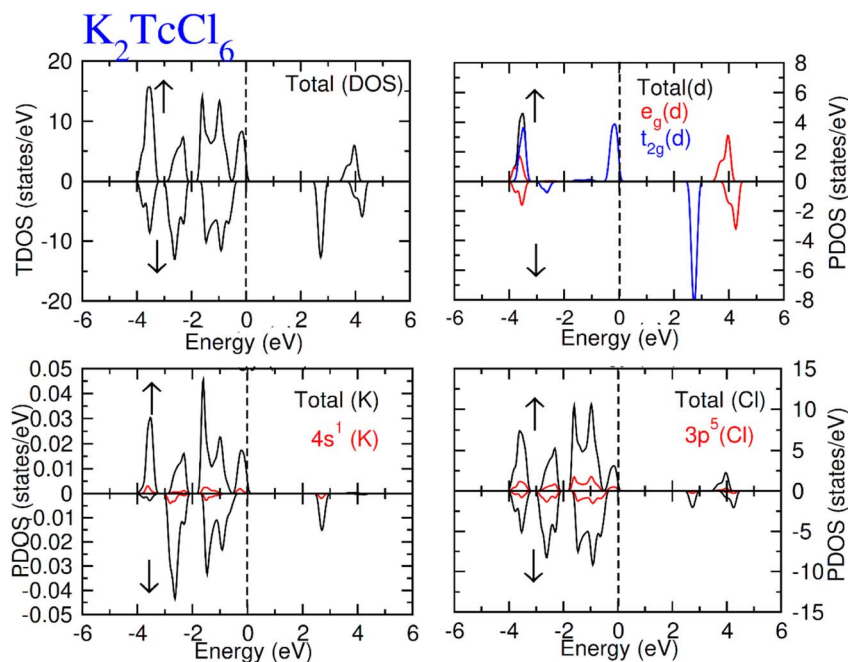 K2TcCl6
TDOS (states/eV)
20
10
0
-10
-20
Total (DOS)
-6 -4 -2 0 2 4 6
Energy (eV)
8
6
4
2
0
-2
-4
-6
-8
PDOS (states/eV)
Total(d)
eg(d)
t2g(d)
-6 -4 -2 0 2 4 6
Energy (eV)
PDOS (states/eV)
0.05
0.04
0.03
0.02
0.01
0
-0.01
-0.02
-0.03
-0.04
-0.05
Total (K)
4s1 (K)
-6 -4 -2 0 2 4 6
Energy (eV)
15
10
5
0
-5
-10
-15
PDOS (states/eV)
Total (Cl)
3p5(Cl)
-6 -4 -2 0 2 4 6
Energy (eV)